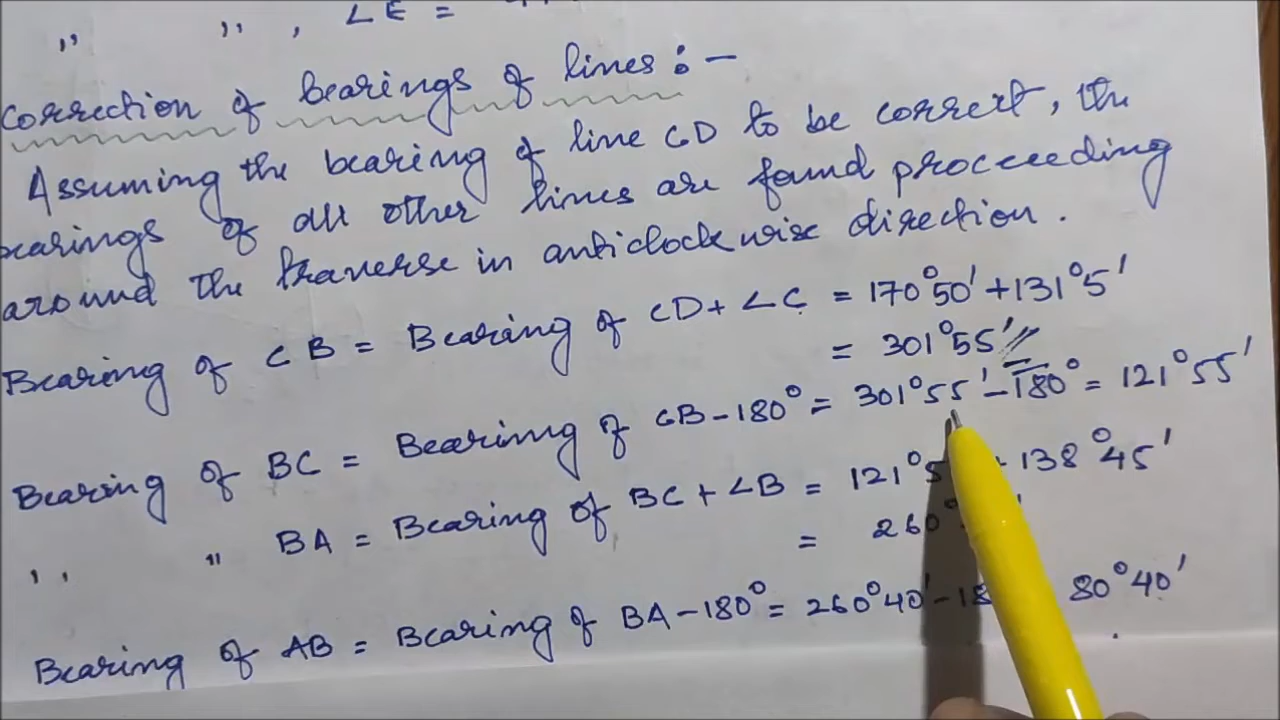 ,, ,, , ∠E =
Correction of bearings of lines :-
Assuming the bearing of line CD to be correct, the
bearings of all other lines are found proceeding
around the traverse in anticlockwise direction.
Bearing of CB = Bearing of CD + ∠C = 170°50' + 131°5'
= 301°55'
Bearing of BC = Bearing of CB - 180° = 301°55' - 180° = 121°55'
,, ,, BA = Bearing of BC + ∠B = 121°5 138°45'
= 260°
Bearing of AB = Bearing of BA - 180° = 260°40' - 80°40'